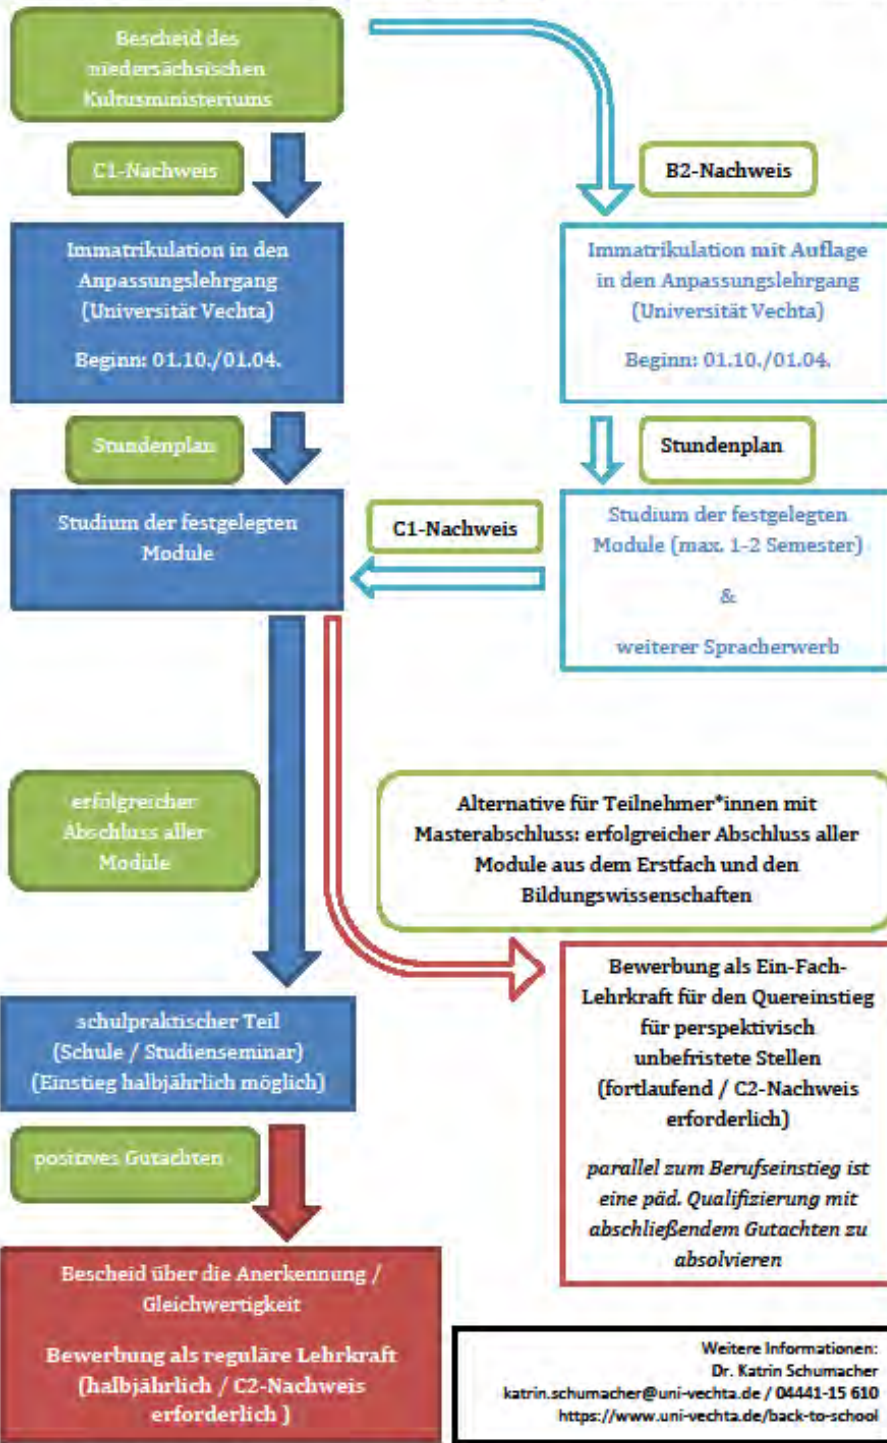 Bescheid des
niedersächsischen
Kultusministeriums
C1-Nachweis
B2-Nachweis
Immatrikulation in den
Anpassungslehrgang
(Universität Vechta)
Beginn: 01.10./01.04.
Immatrikulation mit Auflage
in den Anpassungslehrgang
(Universität Vechta)
Beginn: 01.10./01.04.
Stundenplan
Stundenplan
Studium der festgelegten
Module
C1-Nachweis
Studium der festgelegten
Module (max. 1-2 Semester)
&
weiterer Spracherwerb
erfolgreicher
Abschluss aller
Module
Alternative für Teilnehmer*innen mit
Masterabschluss: erfolgreicher Abschluss aller
Module aus dem Erstfach und den
Bildungswissenschaften
schulpraktischer Teil
(Schule / Studienseminar)
(Einstieg halbjährlich möglich)
Bewerbung als Ein-Fach-
Lehrkraft für den Quereinstieg
für perspektivisch
unbefristete Stellen
(fortlaufend / C2-Nachweis
erforderlich)
parallel zum Berufseinstieg ist
eine päd. Qualifizierung mit
abschließendem Gutachten zu
absolvieren
positives Gutachten
Bescheid über die Anerkennung /
Gleichwertigkeit
Bewerbung als reguläre Lehrkraft
(halbjährlich / C2-Nachweis
erforderlich )
Weitere Informationen:
Dr. Katrin Schumacher
katrin.schumacher@uni-vechta.de / 04441-15 610
https://www.uni-vechta.de/back-to-school